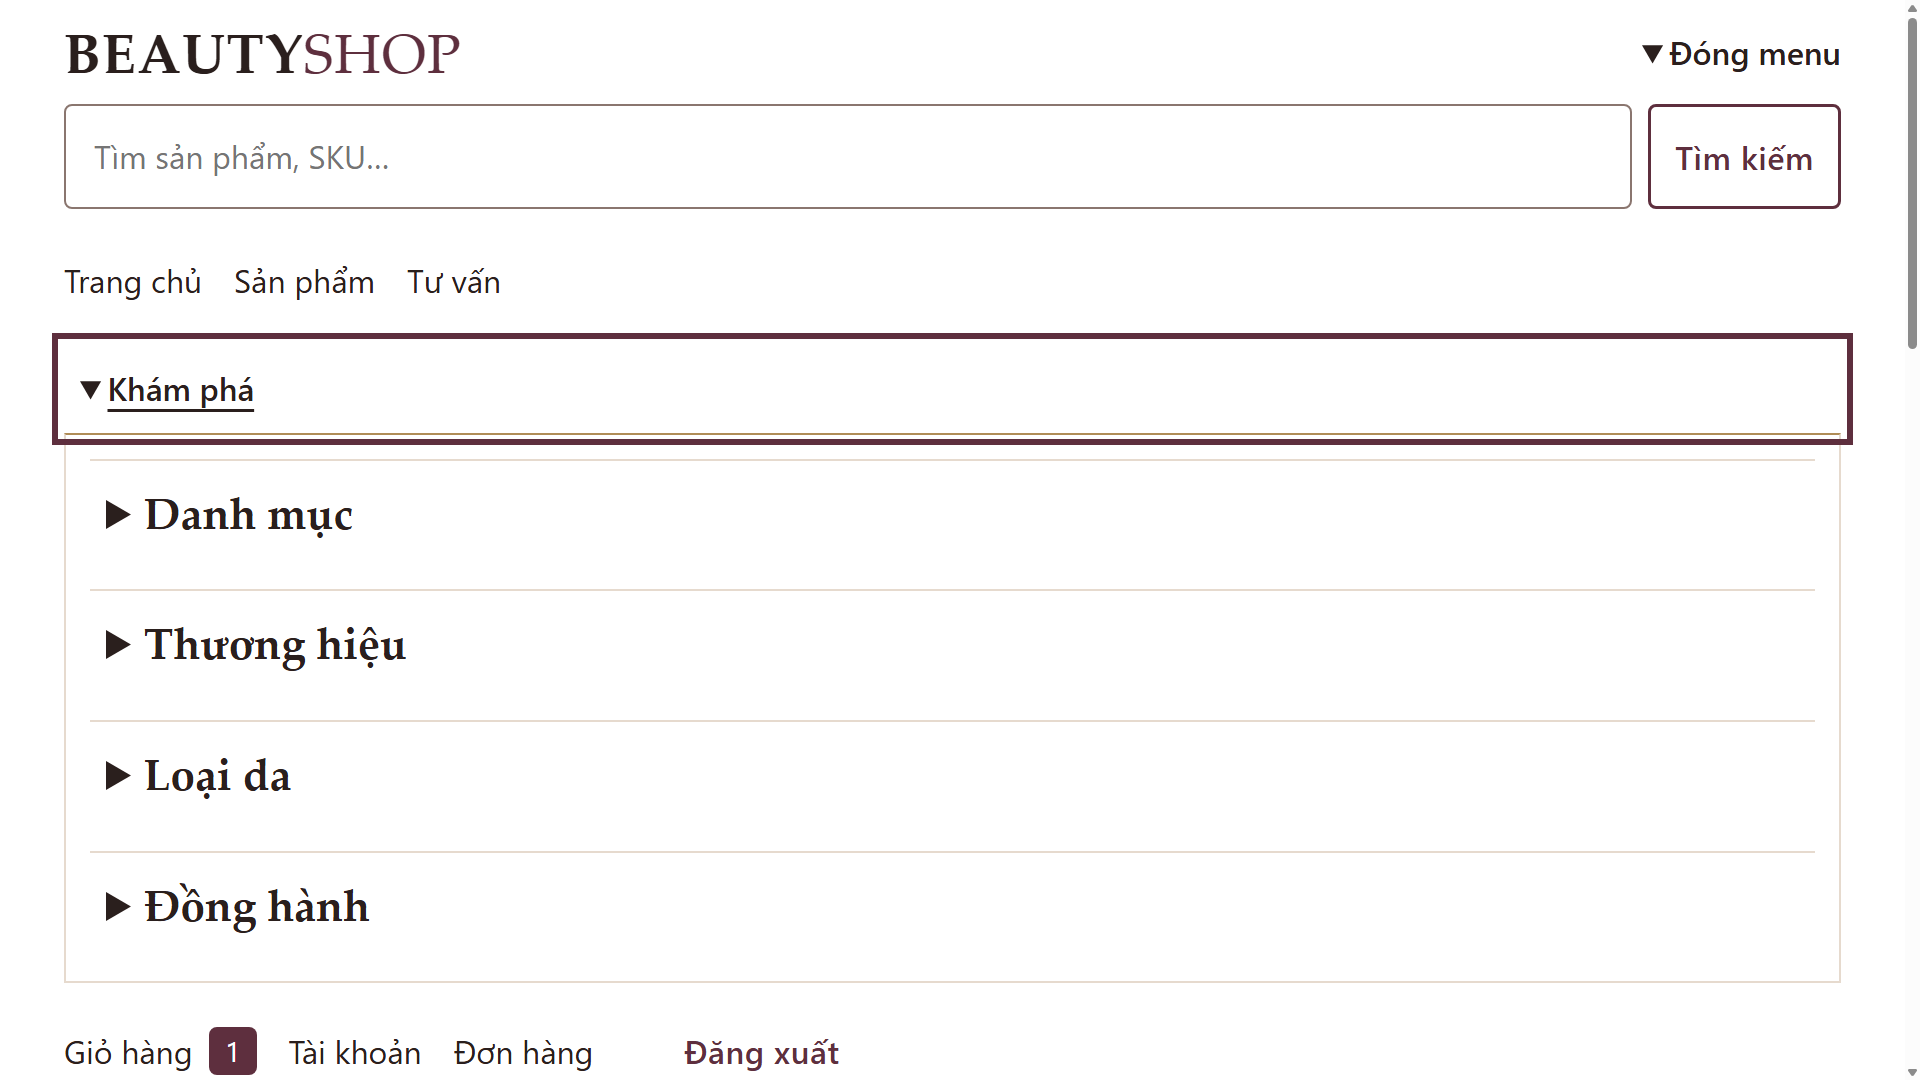 BEAUTYSHOP
▼ Đóng menu
Tìm sản phẩm, SKU...
Tìm kiếm
Trang chủ Sản phẩm Tư vấn
▼ Khám phá
▶ Danh mục
▶ Thương hiệu
▶ Loại da
▶ Đồng hành
Giỏ hàng 1 Tài khoản Đơn hàng Đăng xuất